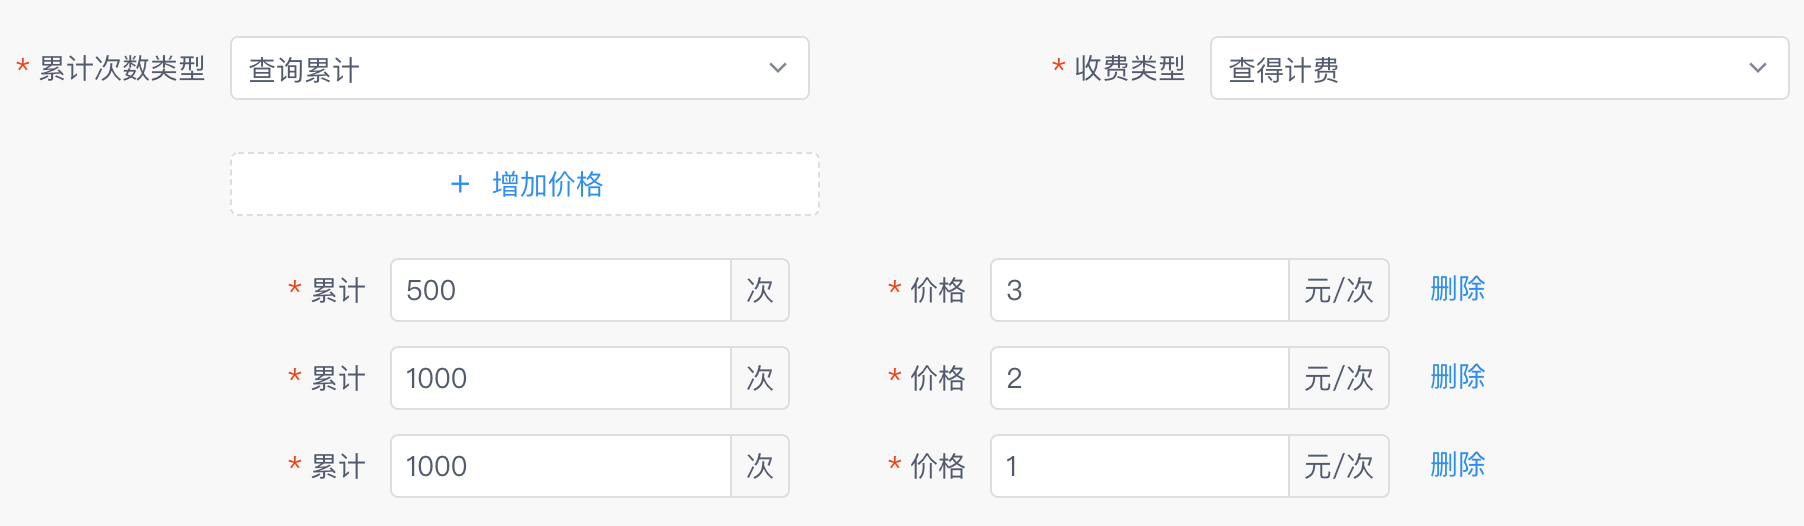 * 累计次数类型 查询累计 * 收费类型 查得计费
+ 增加价格
* 累计 500 次 * 价格 3 元/次 删除
* 累计 1000 次 * 价格 2 元/次 删除
* 累计 1000 次 * 价格 1 元/次 删除